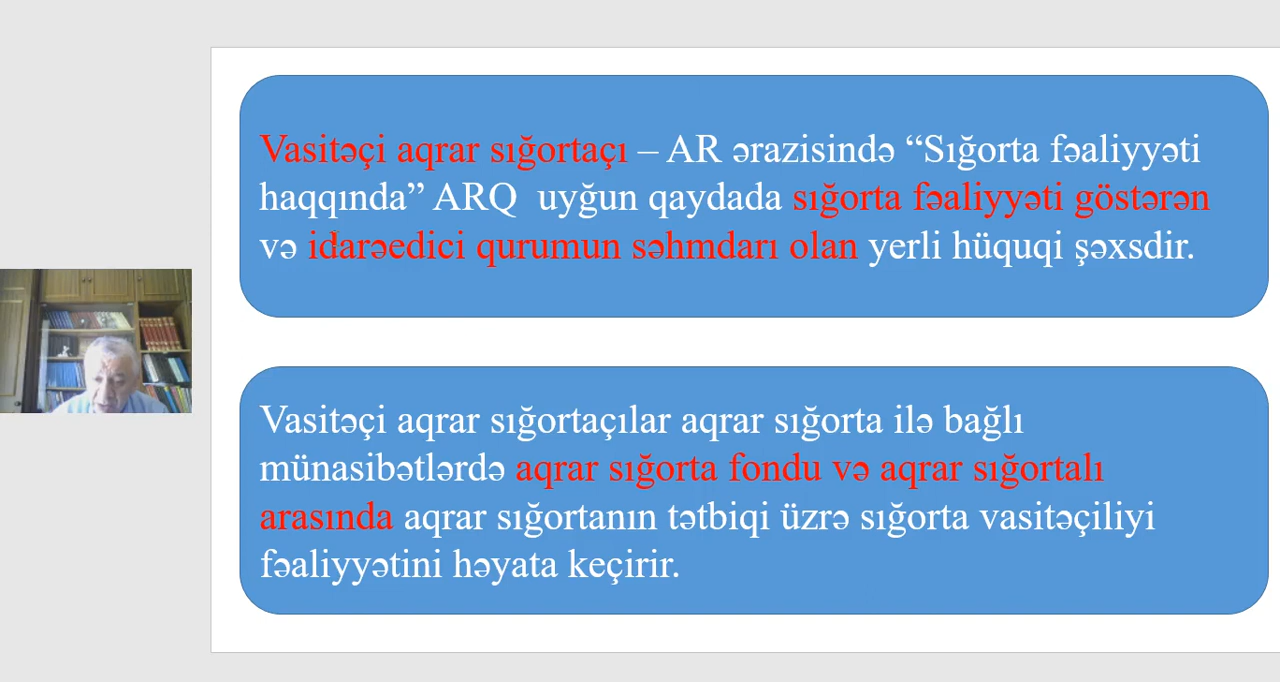 Vasitəçi aqrar sığortaçı – AR ərazisində “Sığorta fəaliyyəti
haqqında” ARQ uyğun qaydada sığorta fəaliyyəti göstərən
və idarəedici qurumun səhmdarı olan yerli hüquqi şəxsdir.
Vasitəçi aqrar sığortaçılar aqrar sığorta ilə bağlı
münasibətlərdə aqrar sığorta fondu və aqrar sığortalı
arasında aqrar sığortanın tətbiqi üzrə sığorta vasitəçiliyi
fəaliyyətini həyata keçirir.